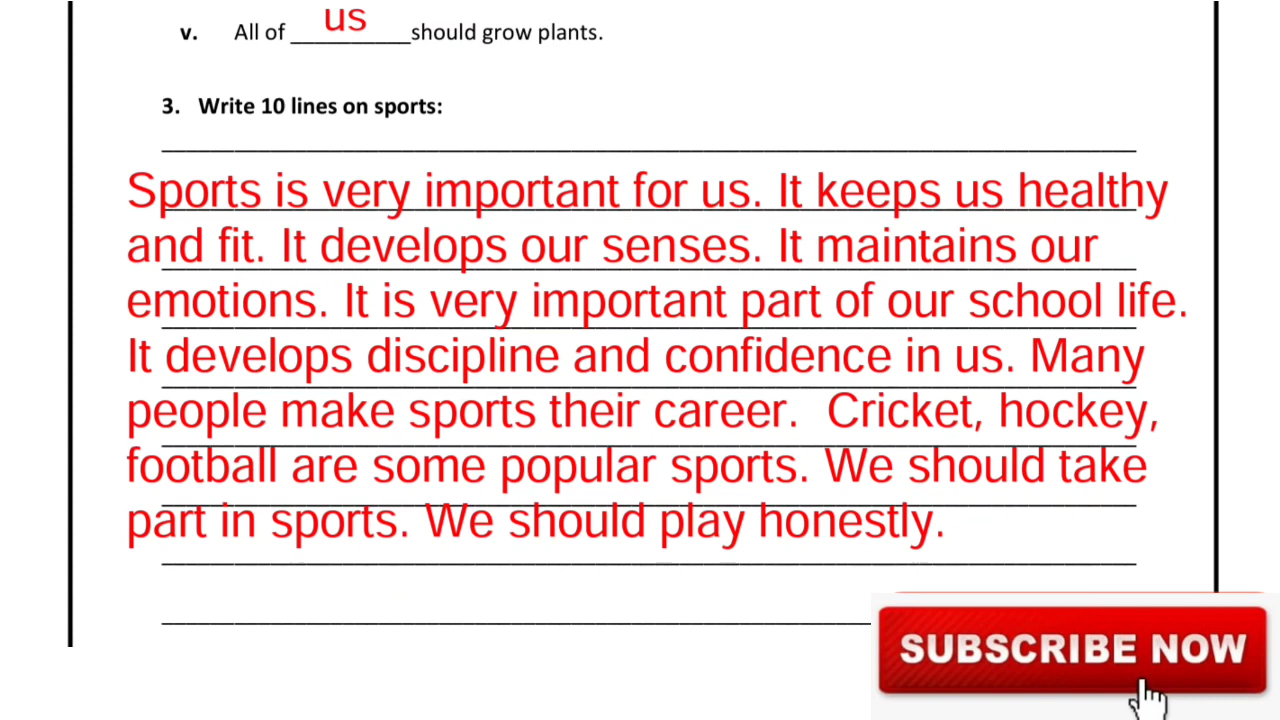 v. All of __________should grow plants.
us
3. Write 10 lines on sports:
Sports is very important for us. It keeps us healthy
and fit. It develops our senses. It maintains our
emotions. It is very important part of our school life.
It develops discipline and confidence in us. Many
people make sports their career.  Cricket, hockey,
football are some popular sports. We should take
part in sports. We should play honestly.
SUBSCRIBE NOW